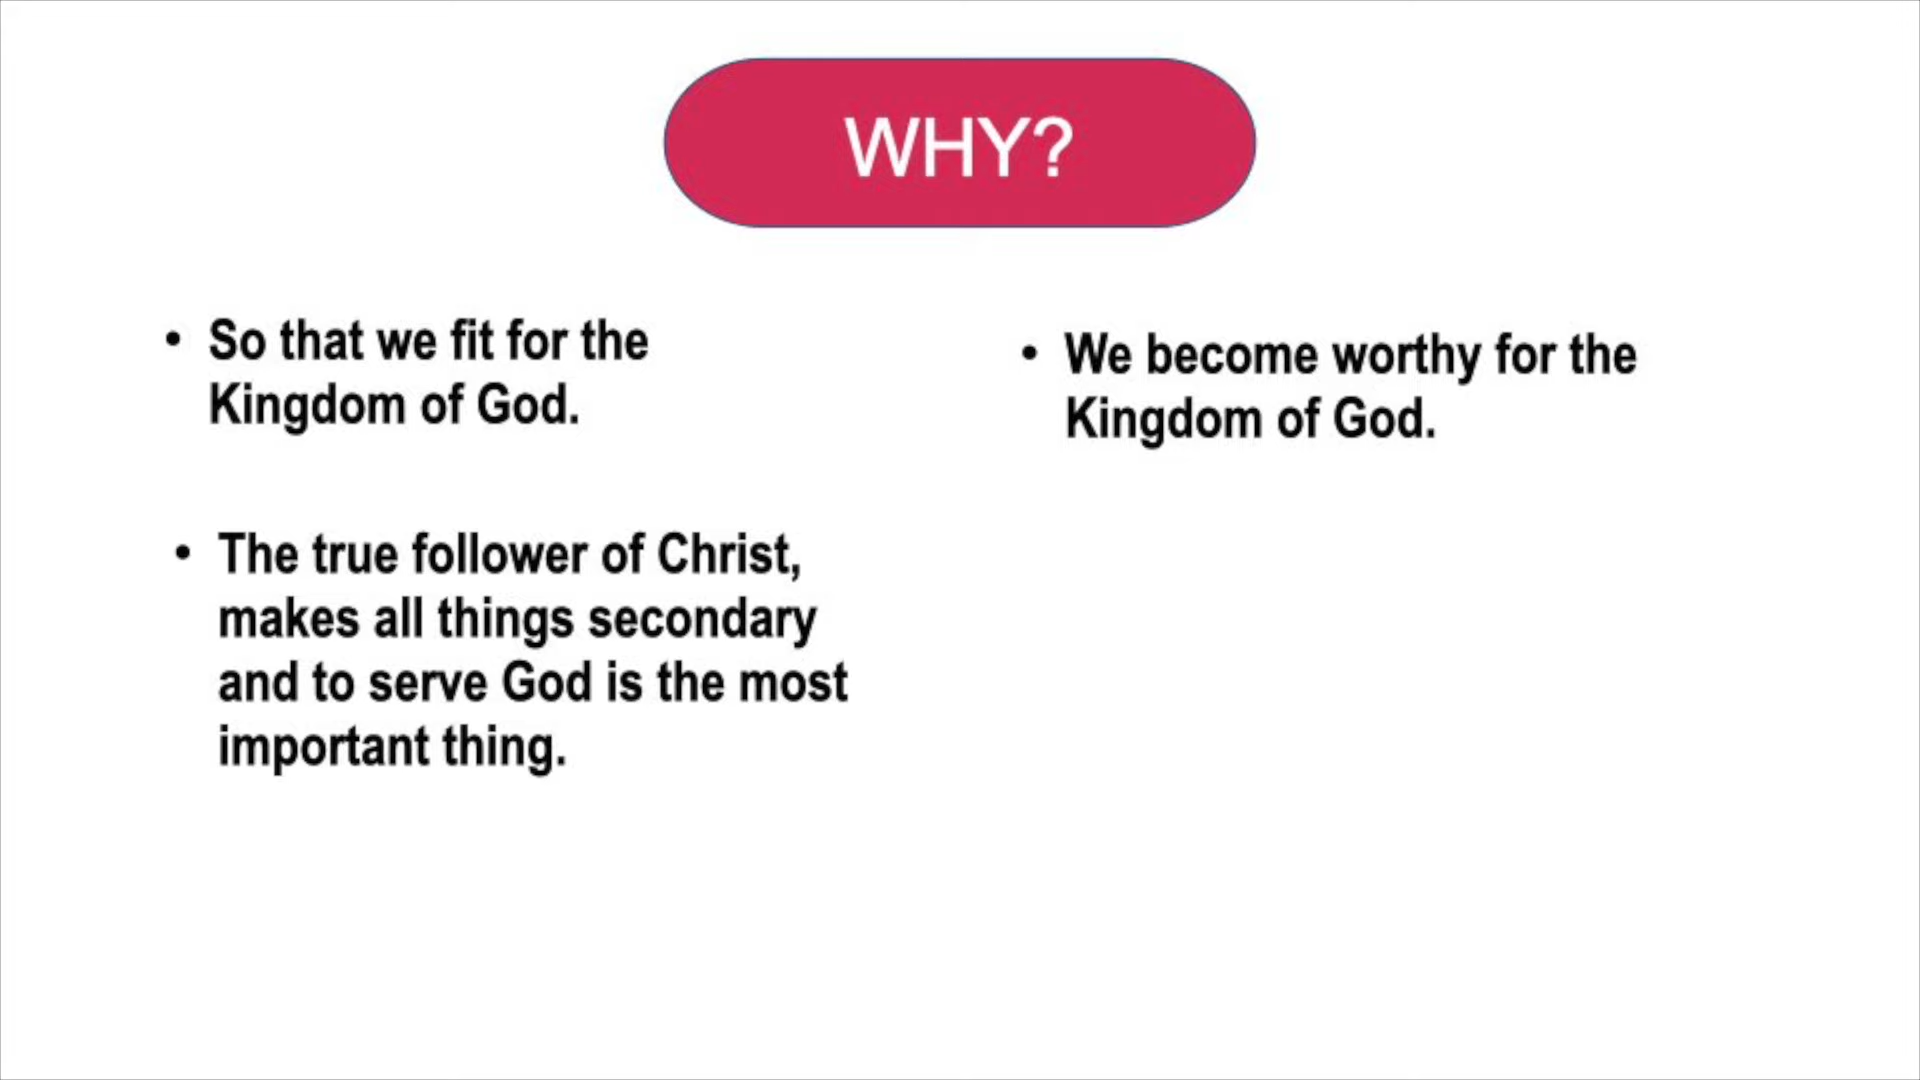 WHY?
• So that we fit for the
Kingdom of God.
• The true follower of Christ,
makes all things secondary
and to serve God is the most
important thing.
• We become worthy for the
Kingdom of God.